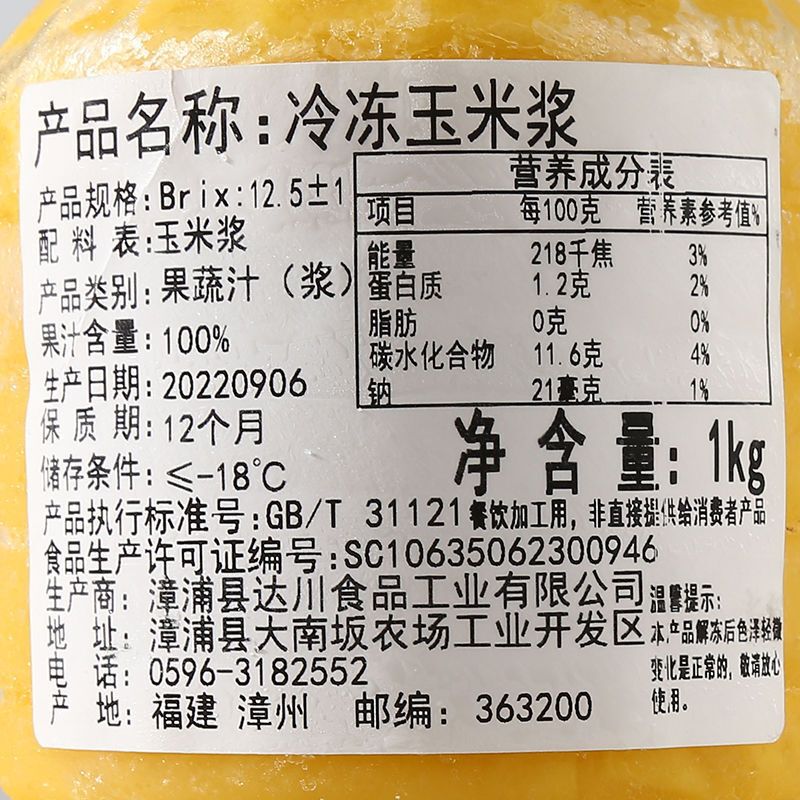 产品名称:冷冻玉米浆
产品规格:Brix:12.5±1
配 料 表:玉米浆
产品类别:果蔬汁(浆)
果汁含量:100%
生产日期:20220906
保 质 期:12个月
储存条件:≤-18℃
营养成分表
项目 每100克 营养素参考值%
能量 218千焦 3%
蛋白质 1.2克 2%
脂肪 0克 0%
碳水化合物 11.6克 4%
钠 21毫克 1%
净含量:1kg
产品执行标准号:GB/T 31121 餐饮加工用,非直接提供给消费者产品
食品生产许可证编号:SC10635062300946
生产商:漳浦县达川食品工业有限公司
地 址:漳浦县大南坂农场工业开发区
电 话:0596-3182552
产 地:福建 漳州 邮编:363200
温馨提示:
本产品解冻后色泽轻微
变化是正常的,敬请放心
使用。